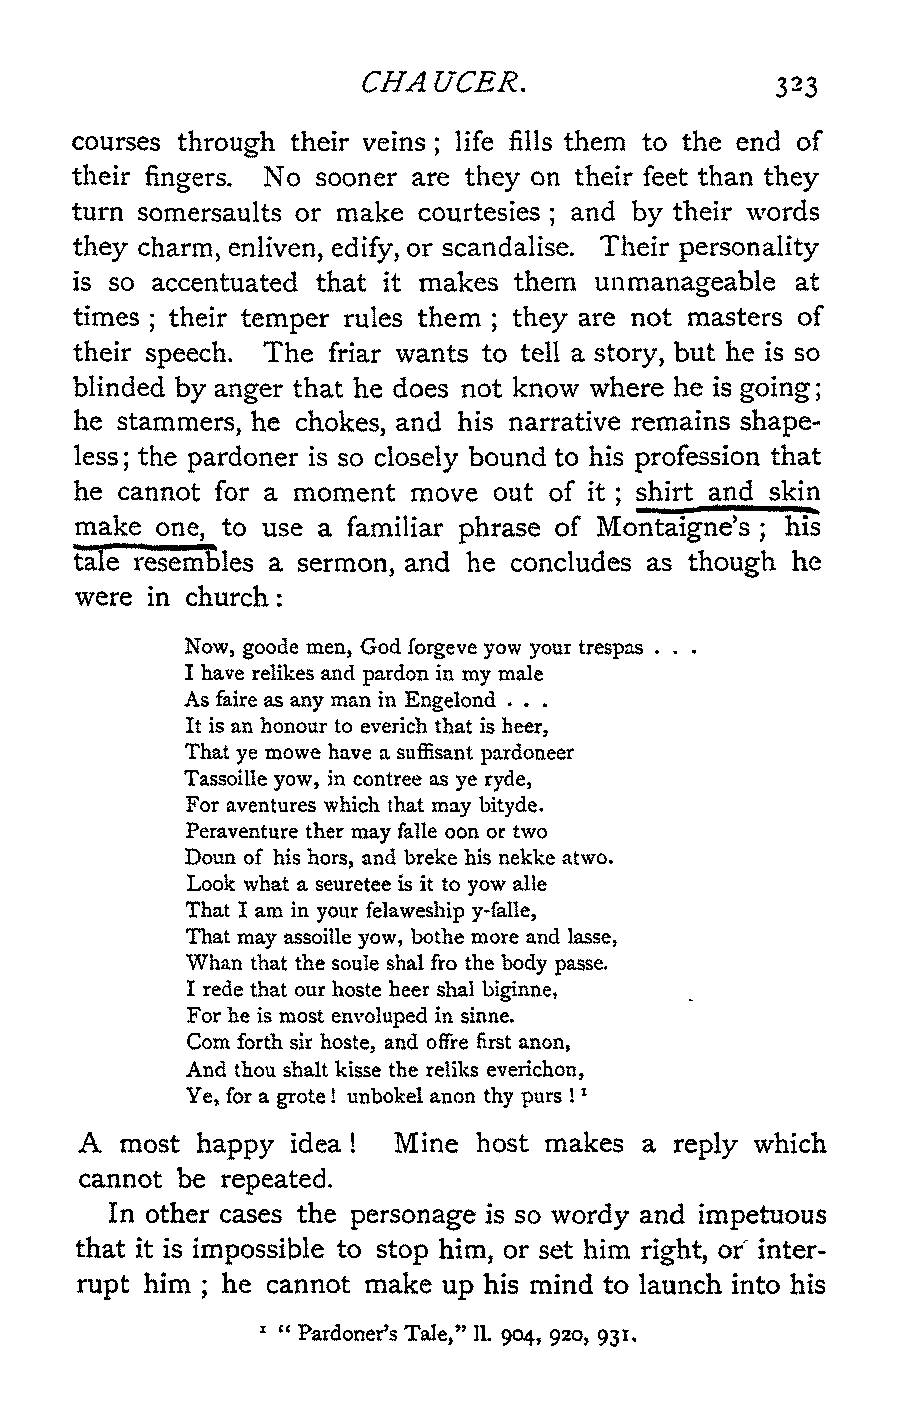 CHAUCER. 323
courses through their veins ; life fills them to the end of
their fingers. No sooner are they on their feet than they
turn somersaults or make courtesies ; and by their words
they charm, enliven, edify, or scandalise. Their personality
is so accentuated that it makes them unmanageable at
times ; their temper rules them ; they are not masters of
their speech. The friar wants to tell a story, but he is so
blinded by anger that he does not know where he is going;
he stammers, he chokes, and his narrative remains shape-
less; the pardoner is so closely bound to his profession that
he cannot for a moment move out of it ; shirt and skin
make one, to use a familiar phrase of Montaigne's ; his
tale resembles a sermon, and he concludes as though he
were in church :
Now, goode men, God forgeve yow your trespas . . .
I have relikes and pardon in my male
As faire as any man in Engelond . . .
It is an honour to everich that is heer,
That ye mowe have a suffisant pardoneer
Tassoille yow, in contree as ye ryde,
For aventures which that may bityde.
Peraventure ther may falle oon or two
Doun of his hors, and breke his nekke atwo.
Look what a seuretee is it to yow alle
That I am in your felaweship y-falle,
That may assoille yow, bothe more and lasse,
Whan that the soule shal fro the body passe.
I rede that our hoste heer shal biginne,
For he is most envoluped in sinne.
Com forth sir hoste, and offre first anon,
And thou shalt kisse the reliks everichon,
Ye, for a grote ! unbokel anon thy purs ! ¹
A most happy idea ! Mine host makes a reply which
cannot be repeated.
In other cases the personage is so wordy and impetuous
that it is impossible to stop him, or set him right, or inter-
rupt him ; he cannot make up his mind to launch into his
¹ “ Pardoner's Tale,” ll. 904, 920, 931.